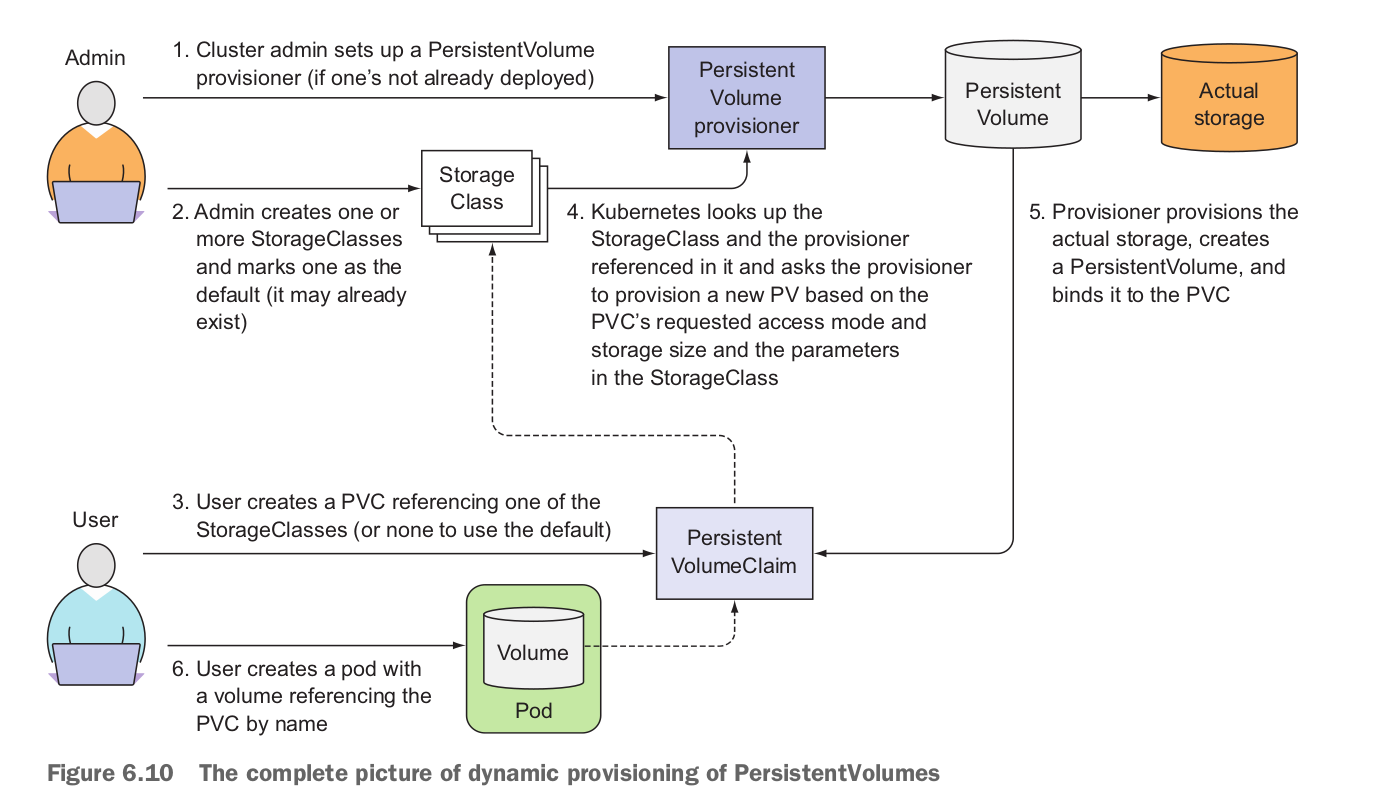 Admin
1. Cluster admin sets up a PersistentVolume
provisioner (if one's not already deployed)
Persistent
Volume
provisioner
Persistent
Volume
Actual
storage
Storage
Class
2. Admin creates one or
more StorageClasses
and marks one as the
default (it may already
exist)
4. Kubernetes looks up the
StorageClass and the provisioner
referenced in it and asks the provisioner
to provision a new PV based on the
PVC's requested access mode and
storage size and the parameters
in the StorageClass
5. Provisioner provisions the
actual storage, creates
a PersistentVolume, and
binds it to the PVC
User
3. User creates a PVC referencing one of the
StorageClasses (or none to use the default)
Persistent
VolumeClaim
6. User creates a pod with
a volume referencing the
PVC by name
Volume
Pod
Figure 6.10 The complete picture of dynamic provisioning of PersistentVolumes